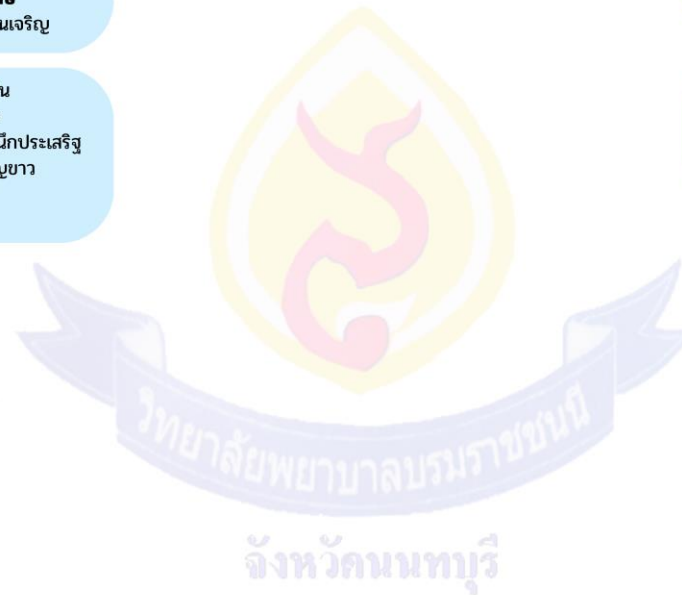 นเจริญ
น
นึกประเสริฐ
ญขาว
วิทยาลัยพยาบาลบรมราชชนนี
จังหวัดนนทบุรี